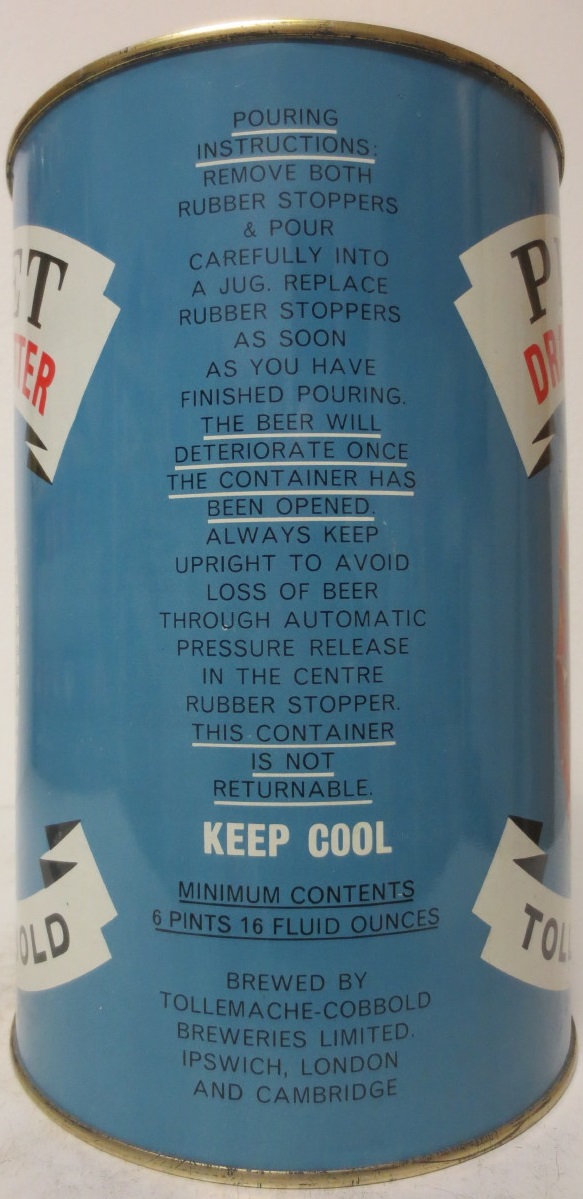 POURING
INSTRUCTIONS:
REMOVE BOTH
RUBBER STOPPERS
& POUR
CAREFULLY INTO
A JUG. REPLACE
RUBBER STOPPERS
AS SOON
AS YOU HAVE
FINISHED POURING.
THE BEER WILL
DETERIORATE ONCE
THE CONTAINER HAS
BEEN OPENED.
ALWAYS KEEP
UPRIGHT TO AVOID
LOSS OF BEER
THROUGH AUTOMATIC
PRESSURE RELEASE
IN THE CENTRE
RUBBER STOPPER.
THIS CONTAINER
IS NOT
RETURNABLE.
KEEP COOL
MINIMUM CONTENTS
6 PINTS 16 FLUID OUNCES
BREWED BY
TOLLEMACHE-COBBOLD
BREWERIES LIMITED.
IPSWICH, LONDON
AND CAMBRIDGE